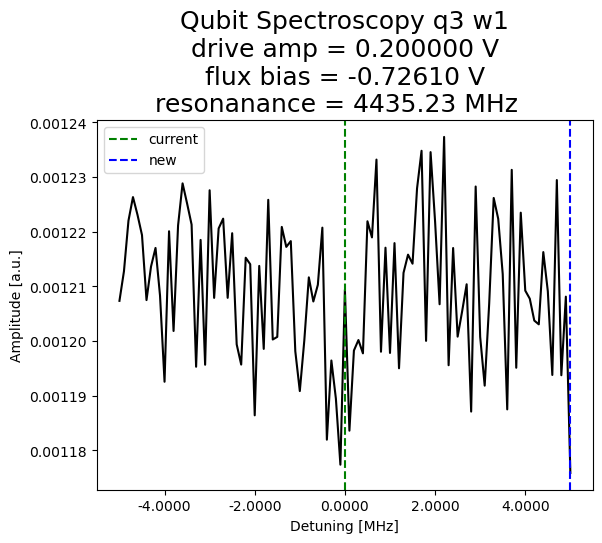 Qubit Spectroscopy q3 w1
drive amp = 0.200000 V
flux bias = -0.72610 V
resonanance = 4435.23 MHz
current
new
Amplitude [a.u.]
0.00124
0.00123
0.00122
0.00121
0.00120
0.00119
0.00118
-4.0000 -2.0000 0.0000 2.0000 4.0000
Detuning [MHz]